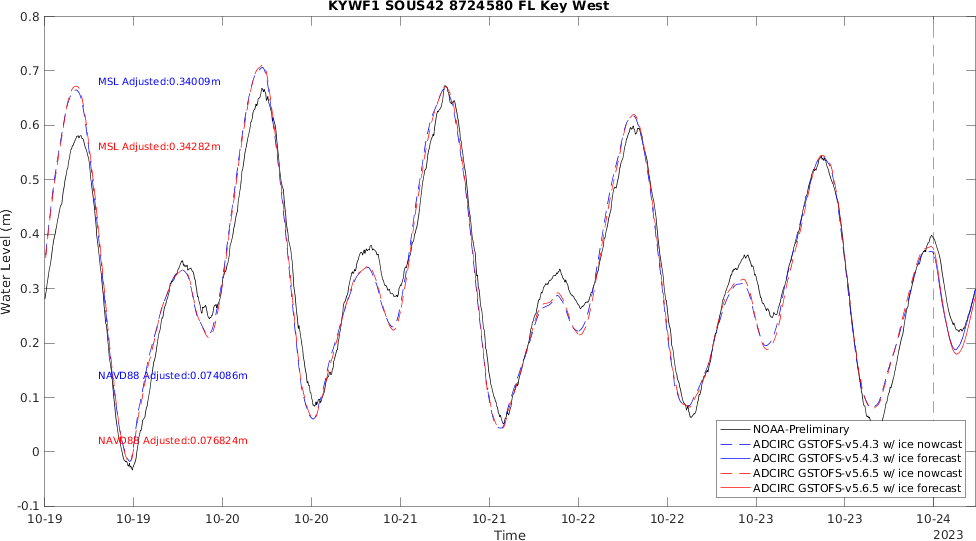 KYWF1 SOUS42 8724580 FL Key West
0.8
0.7
0.6
0.5
0.4
0.3
0.2
0.1
0
-0.1
Water Level (m)
MSL Adjusted:0.34009m
MSL Adjusted:0.34282m
NAVD88 Adjusted:0.074086m
NAVD88 Adjusted:0.076824m
NOAA-Preliminary
ADCIRC GSTOFS-v5.4.3 w/ ice nowcast
ADCIRC GSTOFS-v5.4.3 w/ ice forecast
ADCIRC GSTOFS-v5.6.5 w/ ice nowcast
ADCIRC GSTOFS-v5.6.5 w/ ice forecast
10-19 10-19 10-20 10-20 10-21 10-21 10-22 10-22 10-23 10-23 10-24
Time
2023